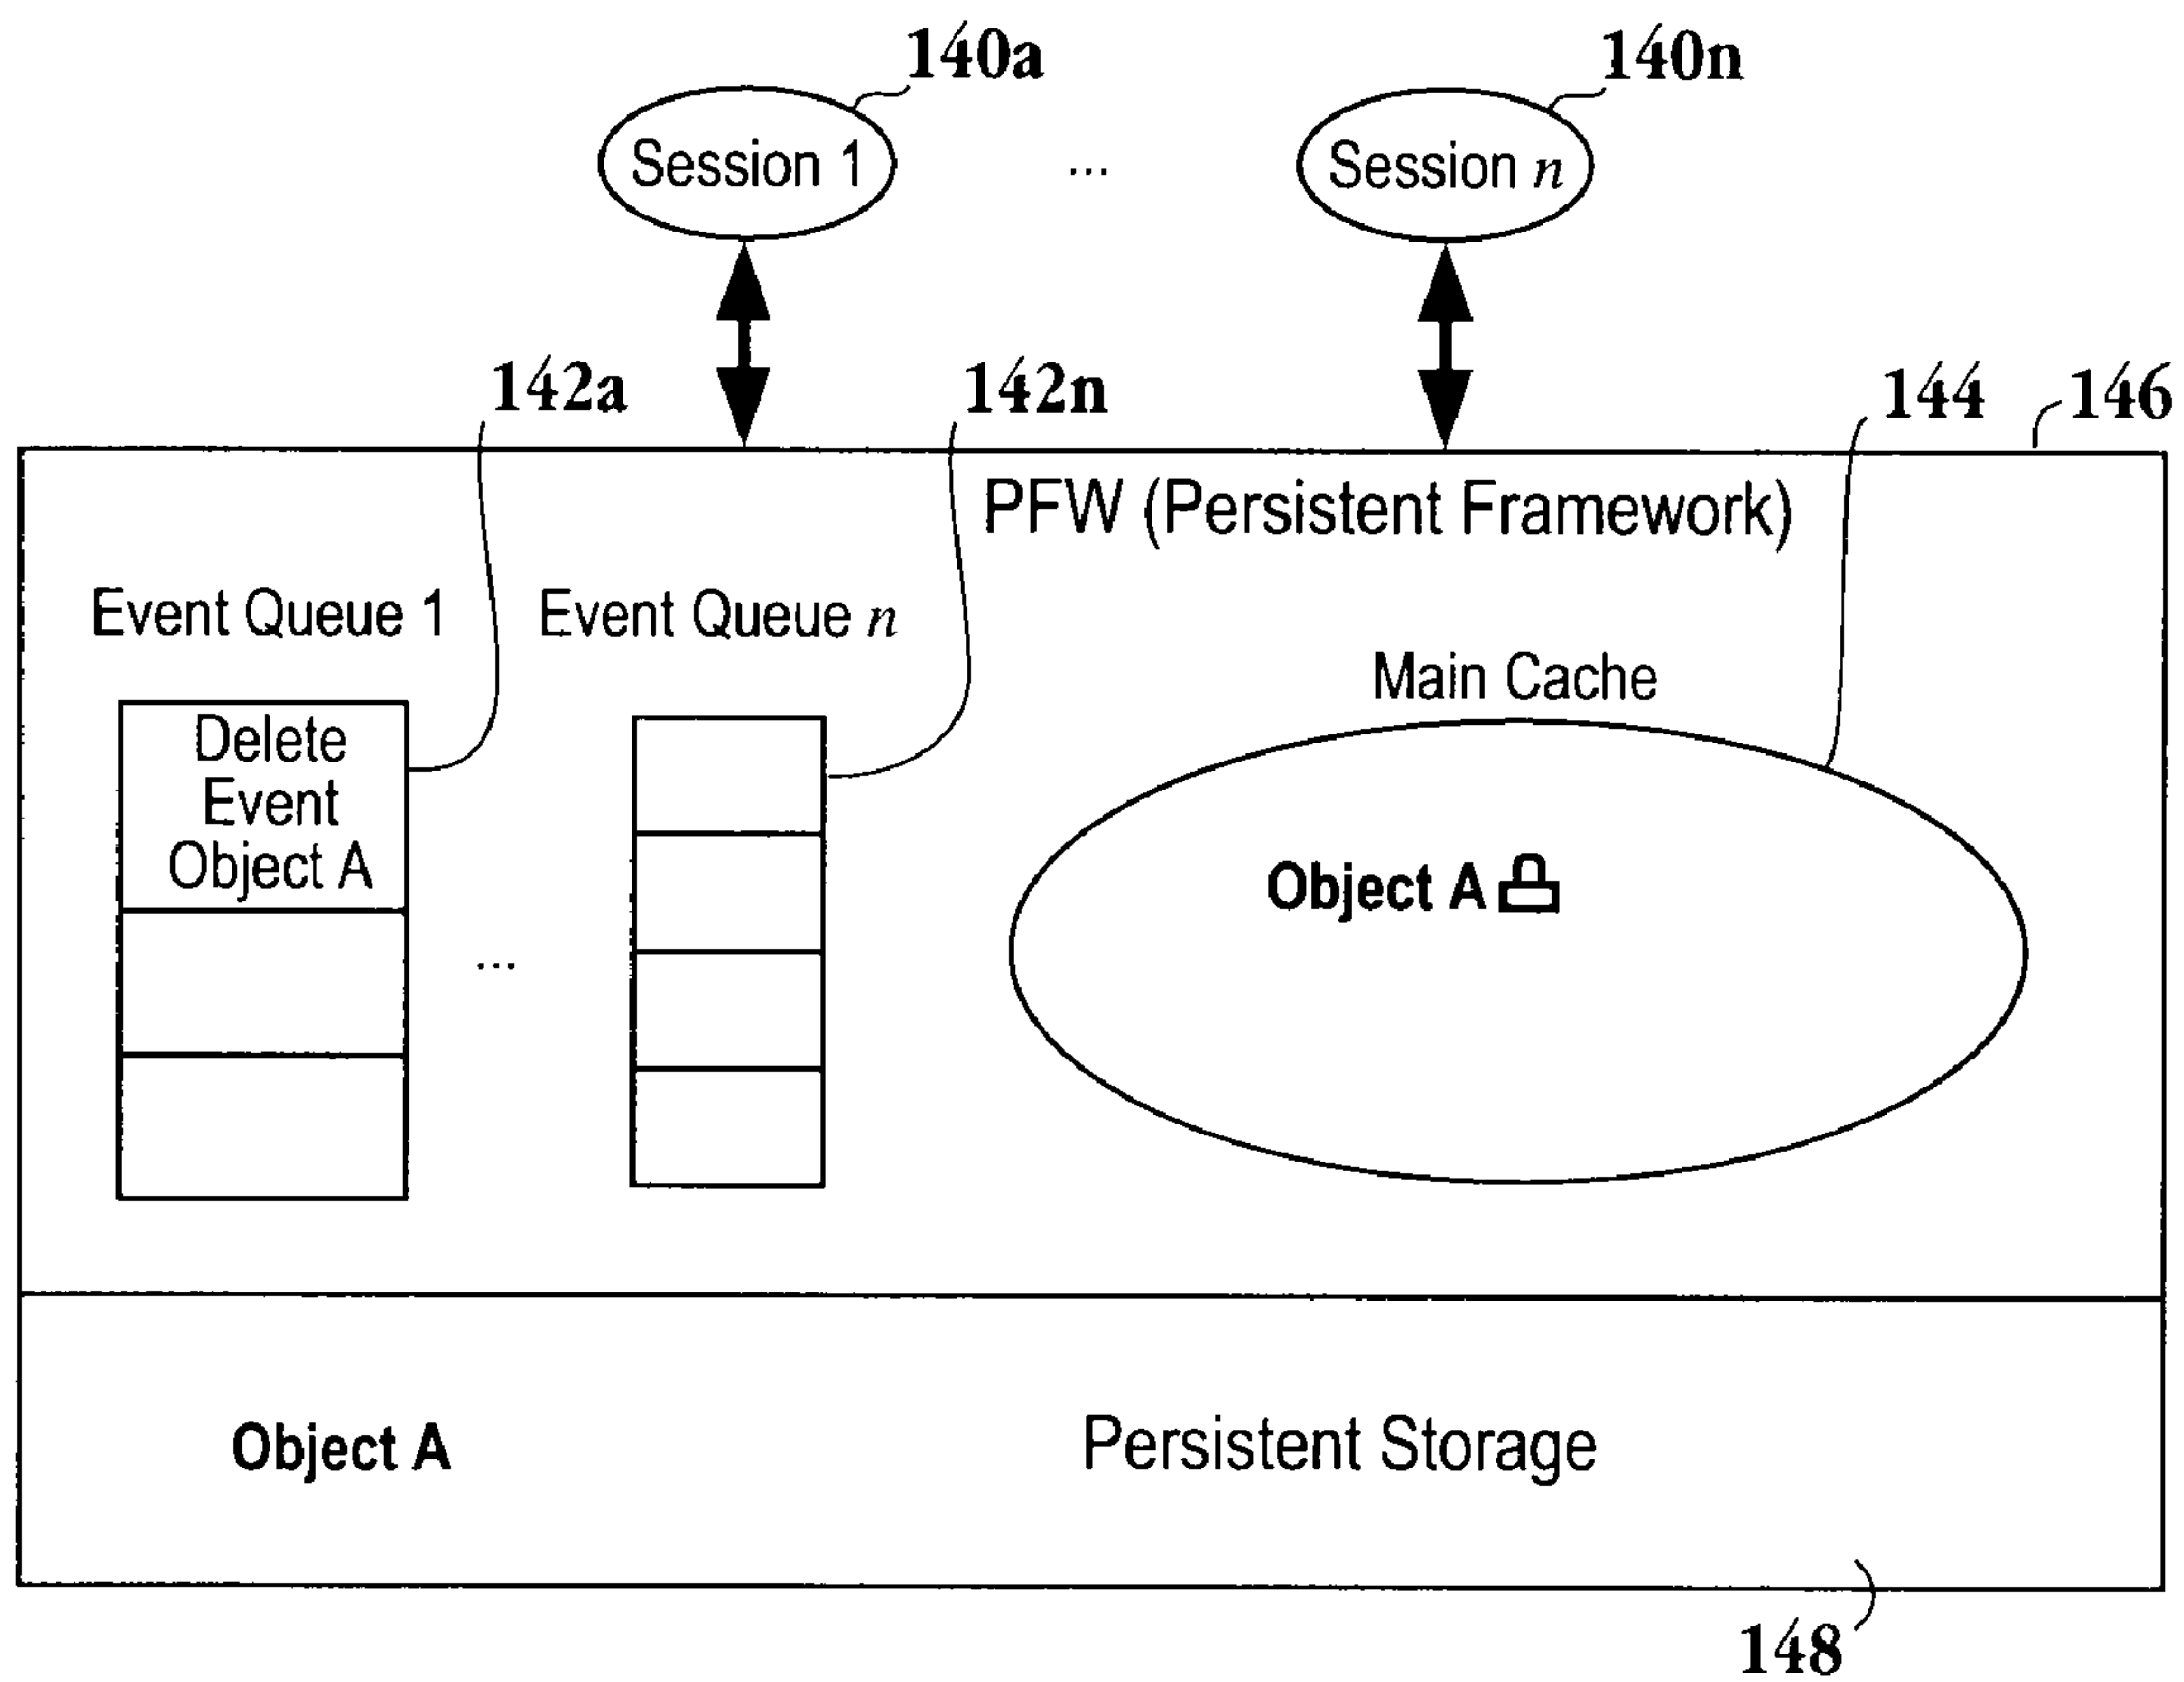 140a
140n
Session 1
...
Session n
142a
142n
144
146
PFW (Persistent Framework)
Event Queue 1
Event Queue n
Main Cache
Delete
Event
Object A
Object A
...
Object A
Persistent Storage
148